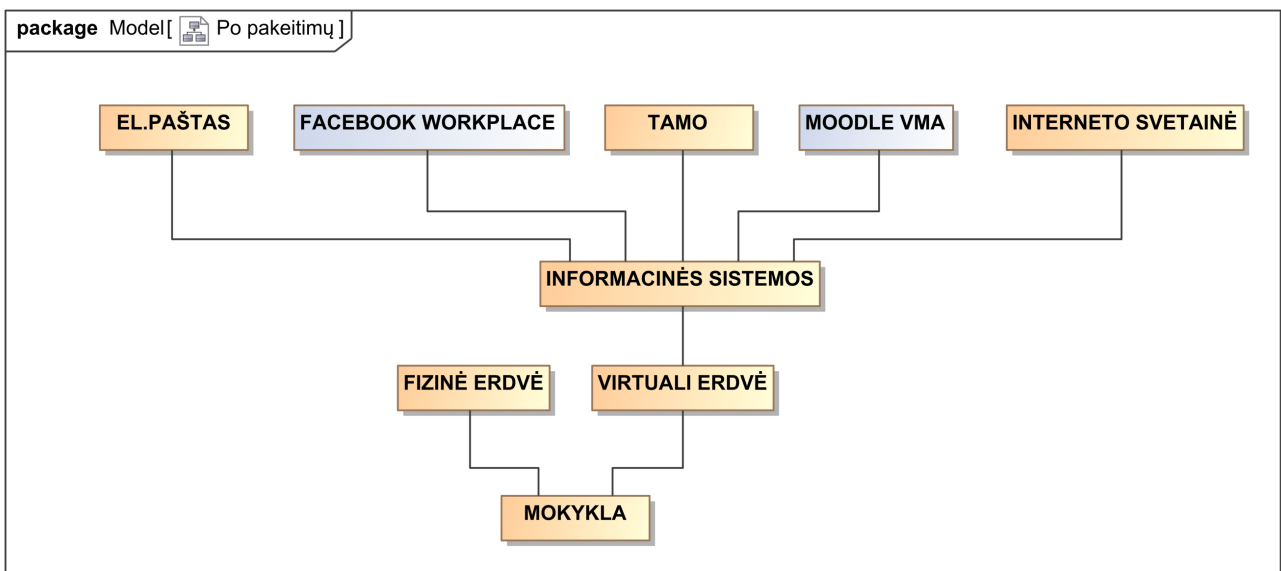 package Model[ Po pakeitimų ]
EL.PAŠTAS
FACEBOOK WORKPLACE
TAMO
MOODLE VMA
INTERNETO SVETAINĖ
INFORMACINĖS SISTEMOS
FIZINĖ ERDVĖ
VIRTUALI ERDVĖ
MOKYKLA